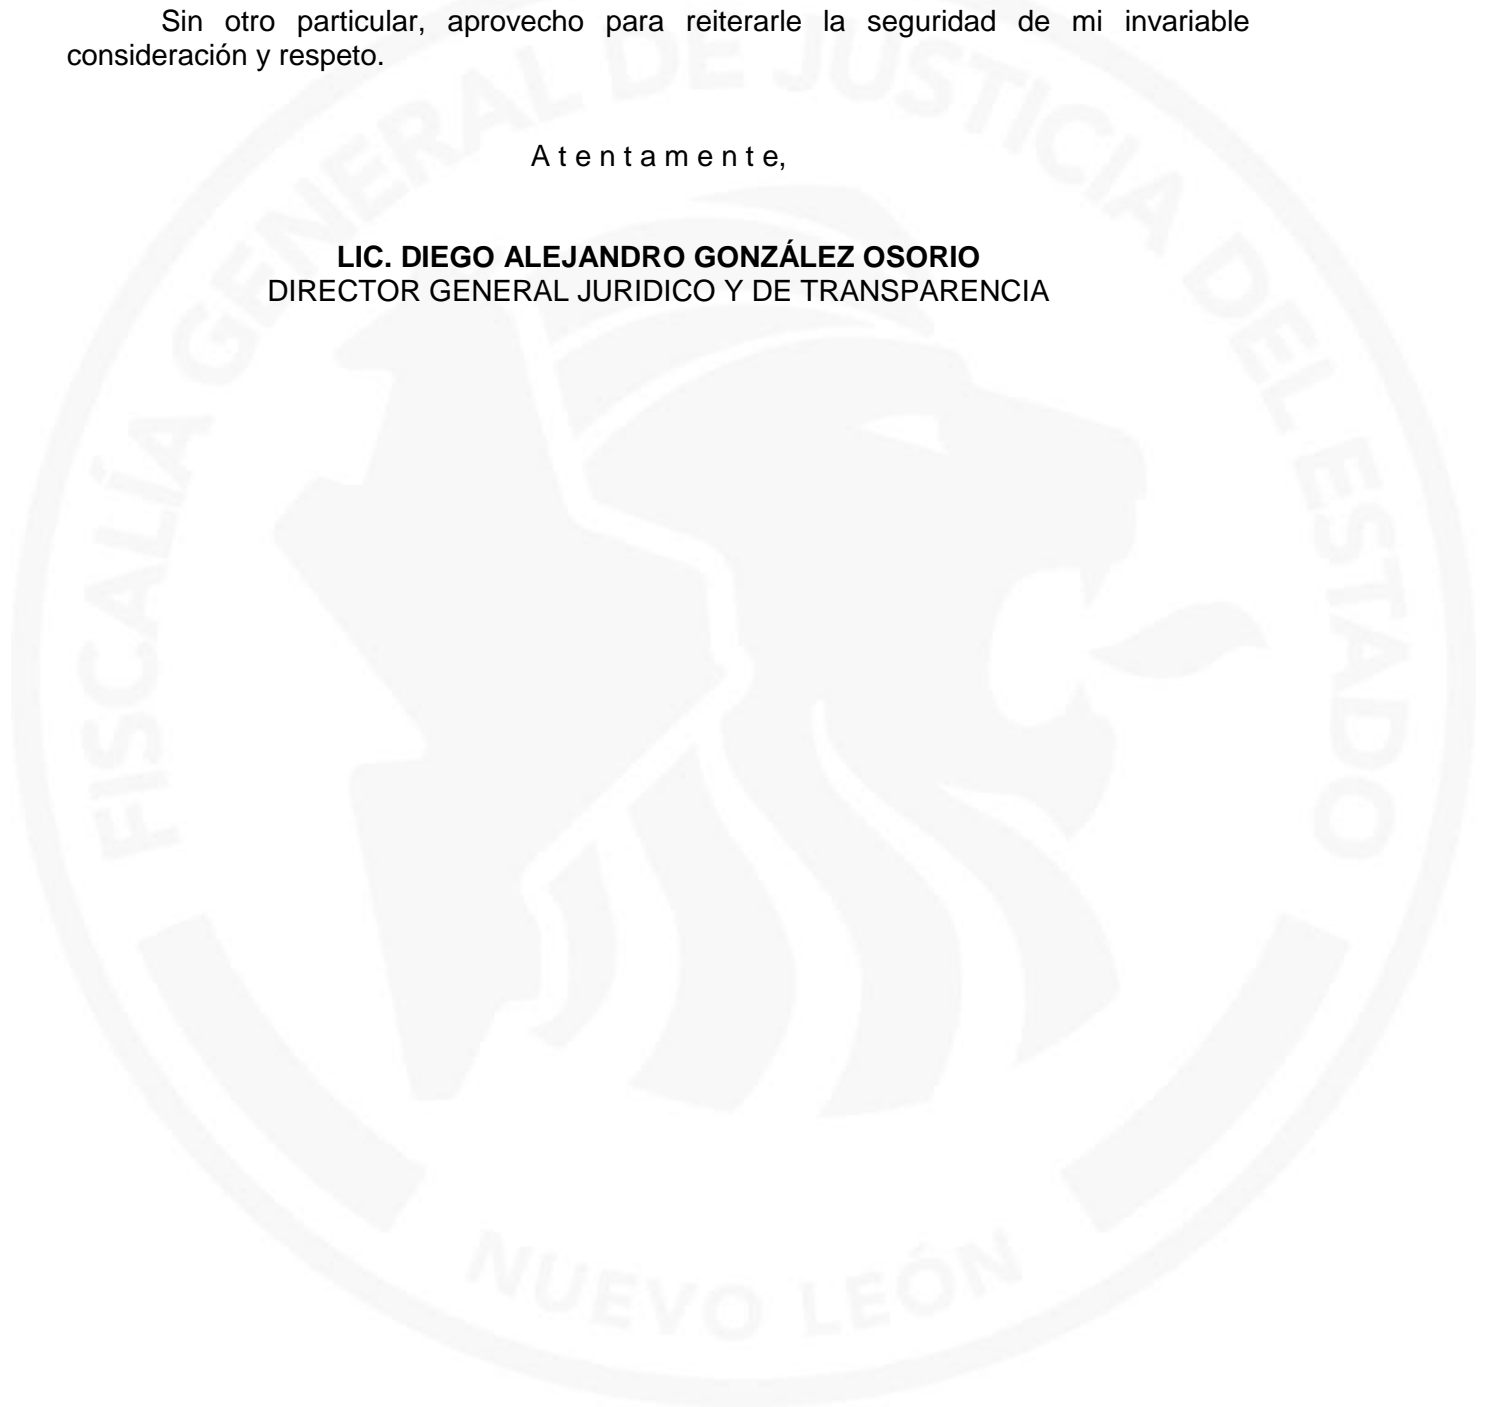 Sin otro particular, aprovecho para reiterarle la seguridad de mi invariable
consideración y respeto.
A t e n t a m e n t e,
LIC. DIEGO ALEJANDRO GONZÁLEZ OSORIO
DIRECTOR GENERAL JURIDICO Y DE TRANSPARENCIA
FISCALÍA GENERAL DE JUSTICIA DEL ESTADO
NUEVO LEÓN